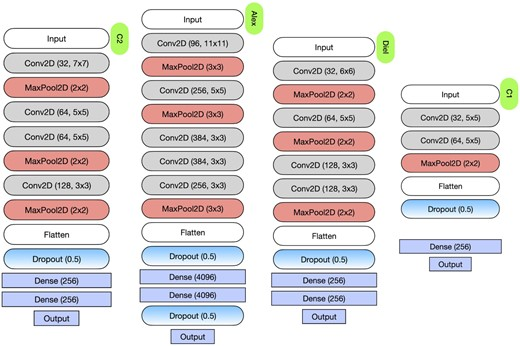 C2
Input
Conv2D (32, 7x7)
MaxPool2D (2x2)
Conv2D (64, 5x5)
Conv2D (64, 5x5)
MaxPool2D (2x2)
Conv2D (128, 3x3)
MaxPool2D (2x2)
Flatten
Dropout (0.5)
Dense (256)
Dense (256)
Output
Alex
Input
Conv2D (96, 11x11)
MaxPool2D (3x3)
Conv2D (256, 5x5)
MaxPool2D (3x3)
Conv2D (384, 3x3)
Conv2D (384, 3x3)
Conv2D (256, 3x3)
MaxPool2D (3x3)
Flatten
Dropout (0.5)
Dense (4096)
Dense (4096)
Dropout (0.5)
Output
Diel
Input
Conv2D (32, 6x6)
MaxPool2D (2x2)
Conv2D (64, 5x5)
MaxPool2D (2x2)
Conv2D (128, 3x3)
Conv2D (128, 3x3)
MaxPool2D (2x2)
Flatten
Dropout (0.5)
Dense (256)
Dense (256)
Output
C1
Input
Conv2D (32, 5x5)
Conv2D (64, 5x5)
MaxPool2D (2x2)
Flatten
Dropout (0.5)
Dense (256)
Output